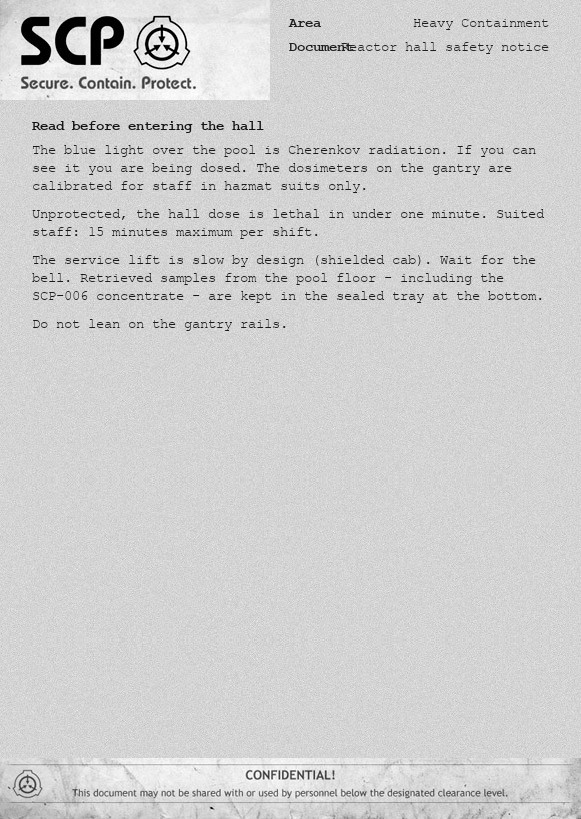 SCP
Secure. Contain. Protect.
Area Heavy Containment
Document Reactor hall safety notice
Read before entering the hall
The blue light over the pool is Cherenkov radiation. If you can
see it you are being dosed. The dosimeters on the gantry are
calibrated for staff in hazmat suits only.
Unprotected, the hall dose is lethal in under one minute. Suited
staff: 15 minutes maximum per shift.
The service lift is slow by design (shielded cab). Wait for the
bell. Retrieved samples from the pool floor - including the
SCP-006 concentrate - are kept in the sealed tray at the bottom.
Do not lean on the gantry rails.
CONFIDENTIAL!
This document may not be shared with or used by personnel below the designated clearance level.